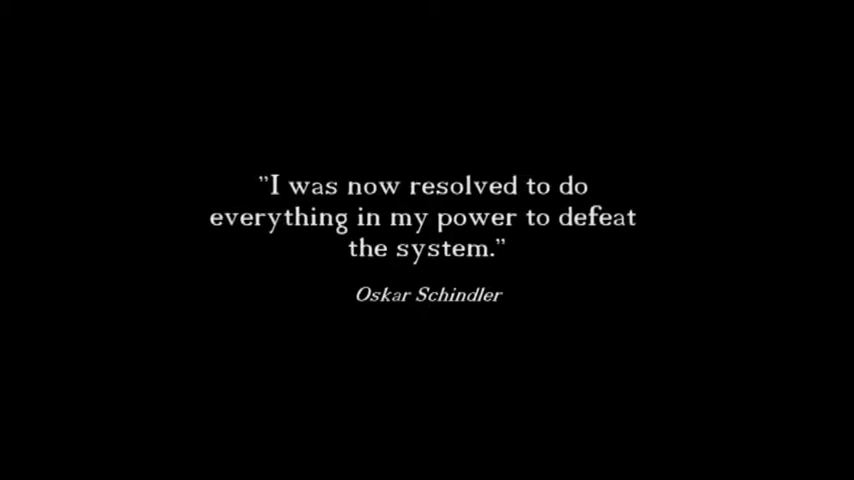 "I was now resolved to do
everything in my power to defeat
the system."
Oskar Schindler